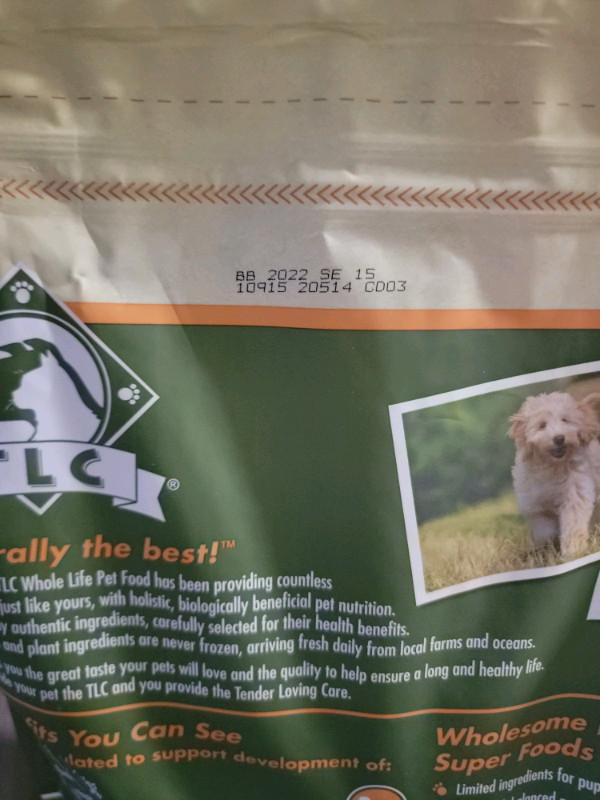 BB 2022 SE 15
10915 20514 CD03
TLC®
the best!™
TLC Whole Life Pet Food has been providing countless
just like yours, with holistic, biologically beneficial pet nutrition.
authentic ingredients, carefully selected for their health benefits.
and plant ingredients are never frozen, arriving fresh daily from local farms and oceans.
you the great taste your pets will love and the quality to help ensure a long and healthy life.
your pet the TLC and you provide the Tender Loving Care.
You Can See
to support development of:
Wholesome
Super Foods
Limited ingredients for